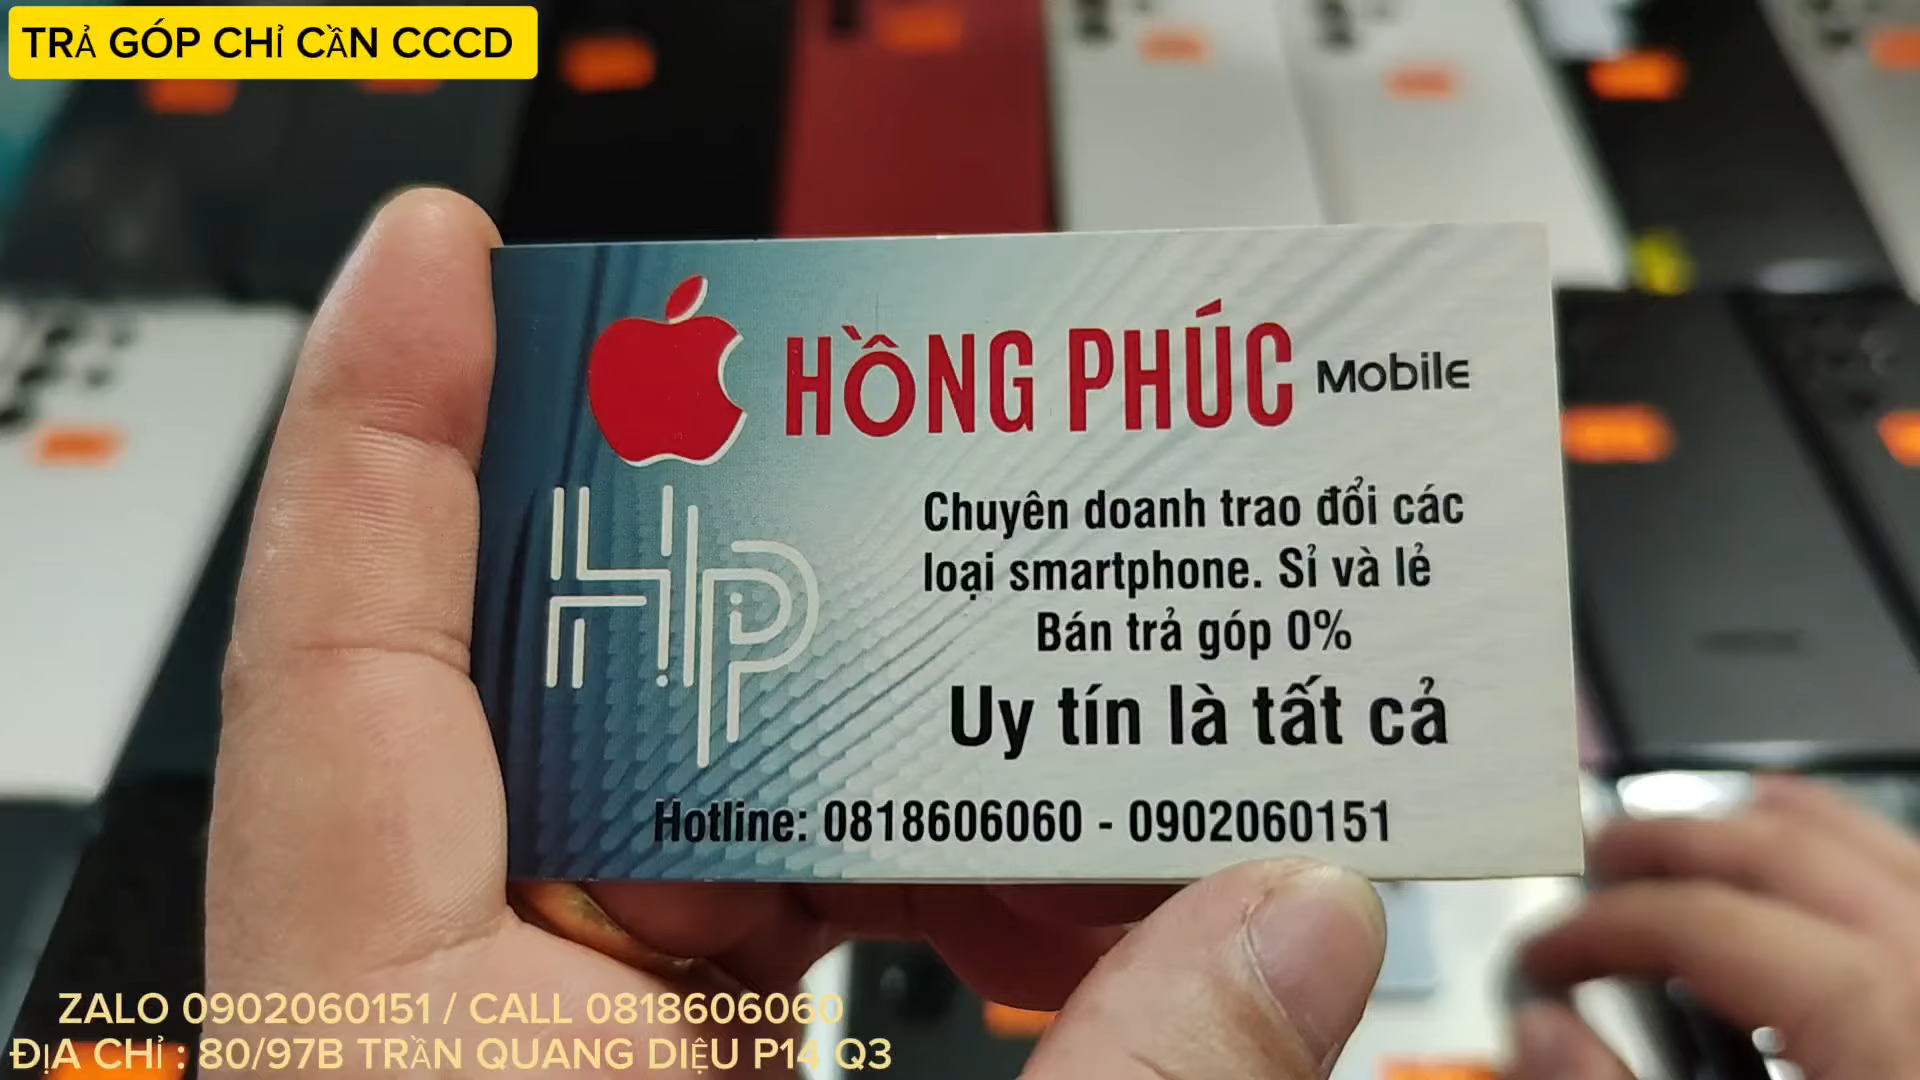 TRẢ GÓP CHỈ CẦN CCCD
HỒNG PHÚC Mobile
HP
Chuyên doanh trao đổi các
loại smartphone. Sỉ và lẻ
Bán trả góp 0%
Uy tín là tất cả
Hotline: 0818606060 - 0902060151
ZALO 0902060151 / CALL 0818606060
ĐỊA CHỈ : 80/97B TRẦN QUANG DIỆU P14 Q3